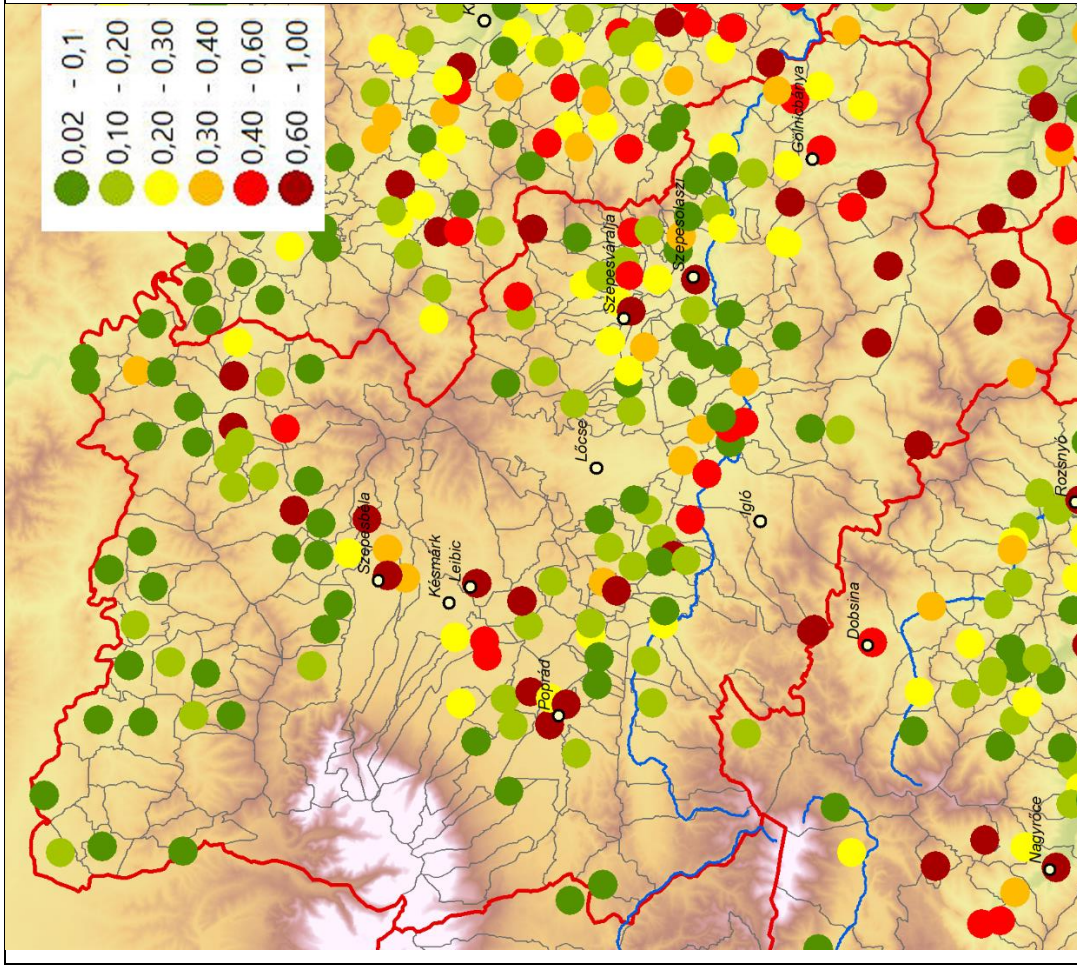 0,02 - 0,1
0,10 - 0,20
0,20 - 0,30
0,30 - 0,40
0,40 - 0,60
0,60 - 1,00
K
Gölnicbánya
Szepesváralja
Szepesolaszi
Lőcse
Igló
Szepesbéla
Késmárk
Leibic
Poprád
Dobsina
Rozsnyó
Nagyrőce